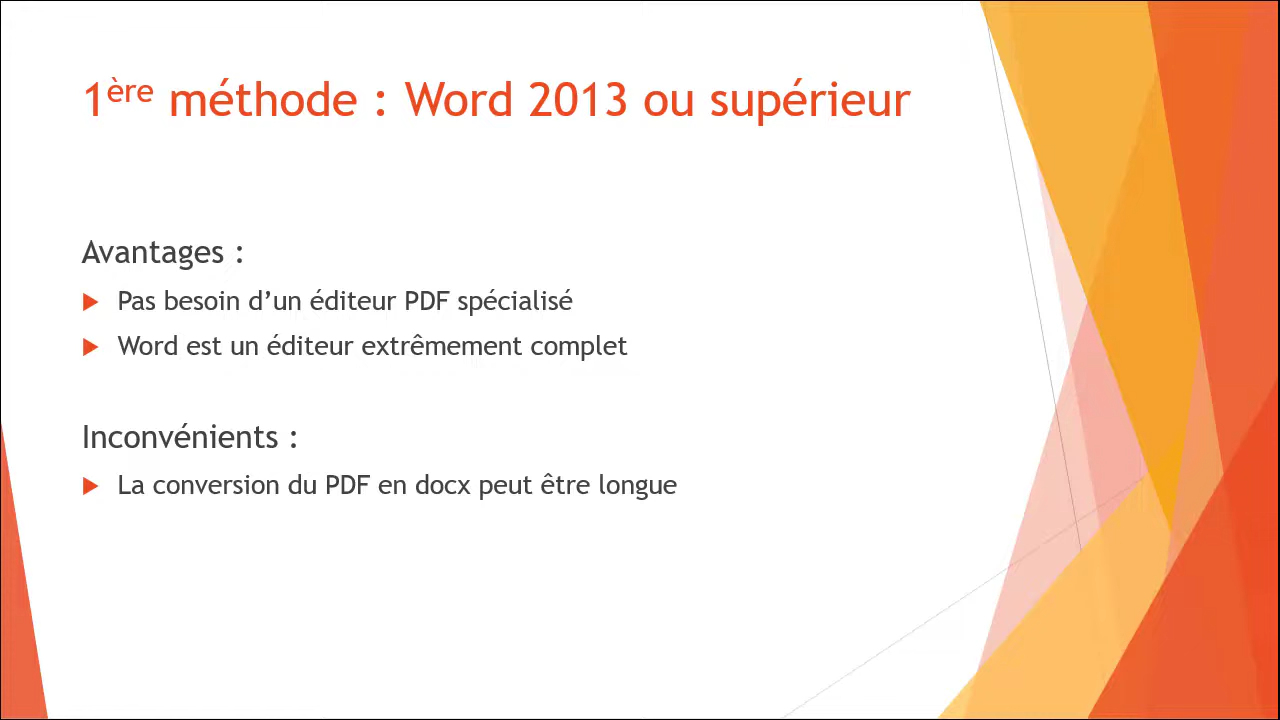 1ère méthode : Word 2013 ou supérieur
Avantages :
Pas besoin d’un éditeur PDF spécialisé
Word est un éditeur extrêmement complet
Inconvénients :
La conversion du PDF en docx peut être longue